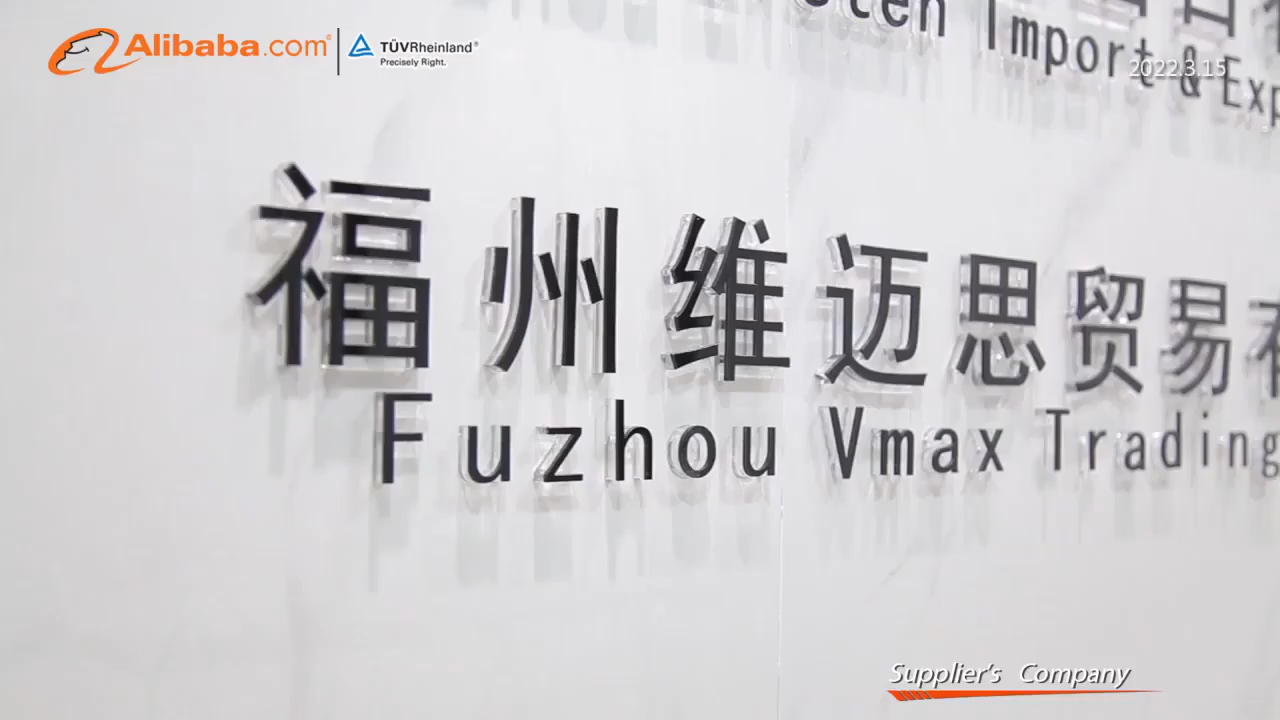 Alibaba.com
TÜVRheinland®
Precisely Right.
Import & Exp
2022.3.15
福州维迈思贸易有
Fuzhou Vmax Trading
Supplier's Company